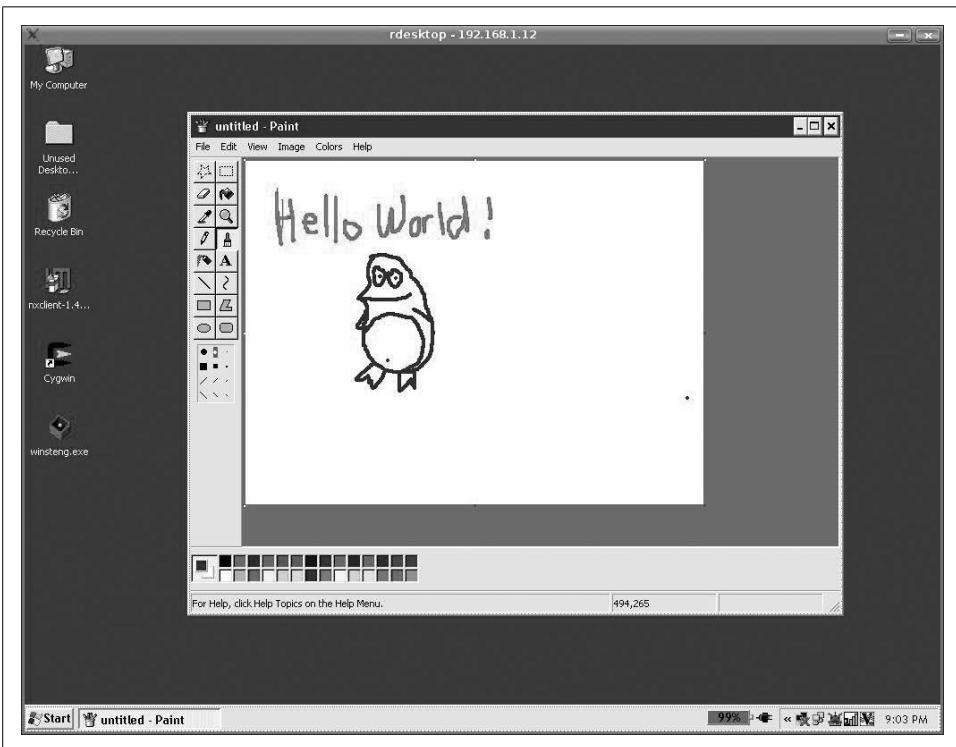 rdesktop - 192.168.1.12
My Computer
Unused
Deskto...
Recycle Bin
nxclient-1.4...
Cygwin
winsteng.exe
untitled - Paint
File Edit View Image Colors Help
A
Hello World!
For Help, click Help Topics on the Help Menu.
494,265
Start
untitled - Paint
99%
«
9:03 PM